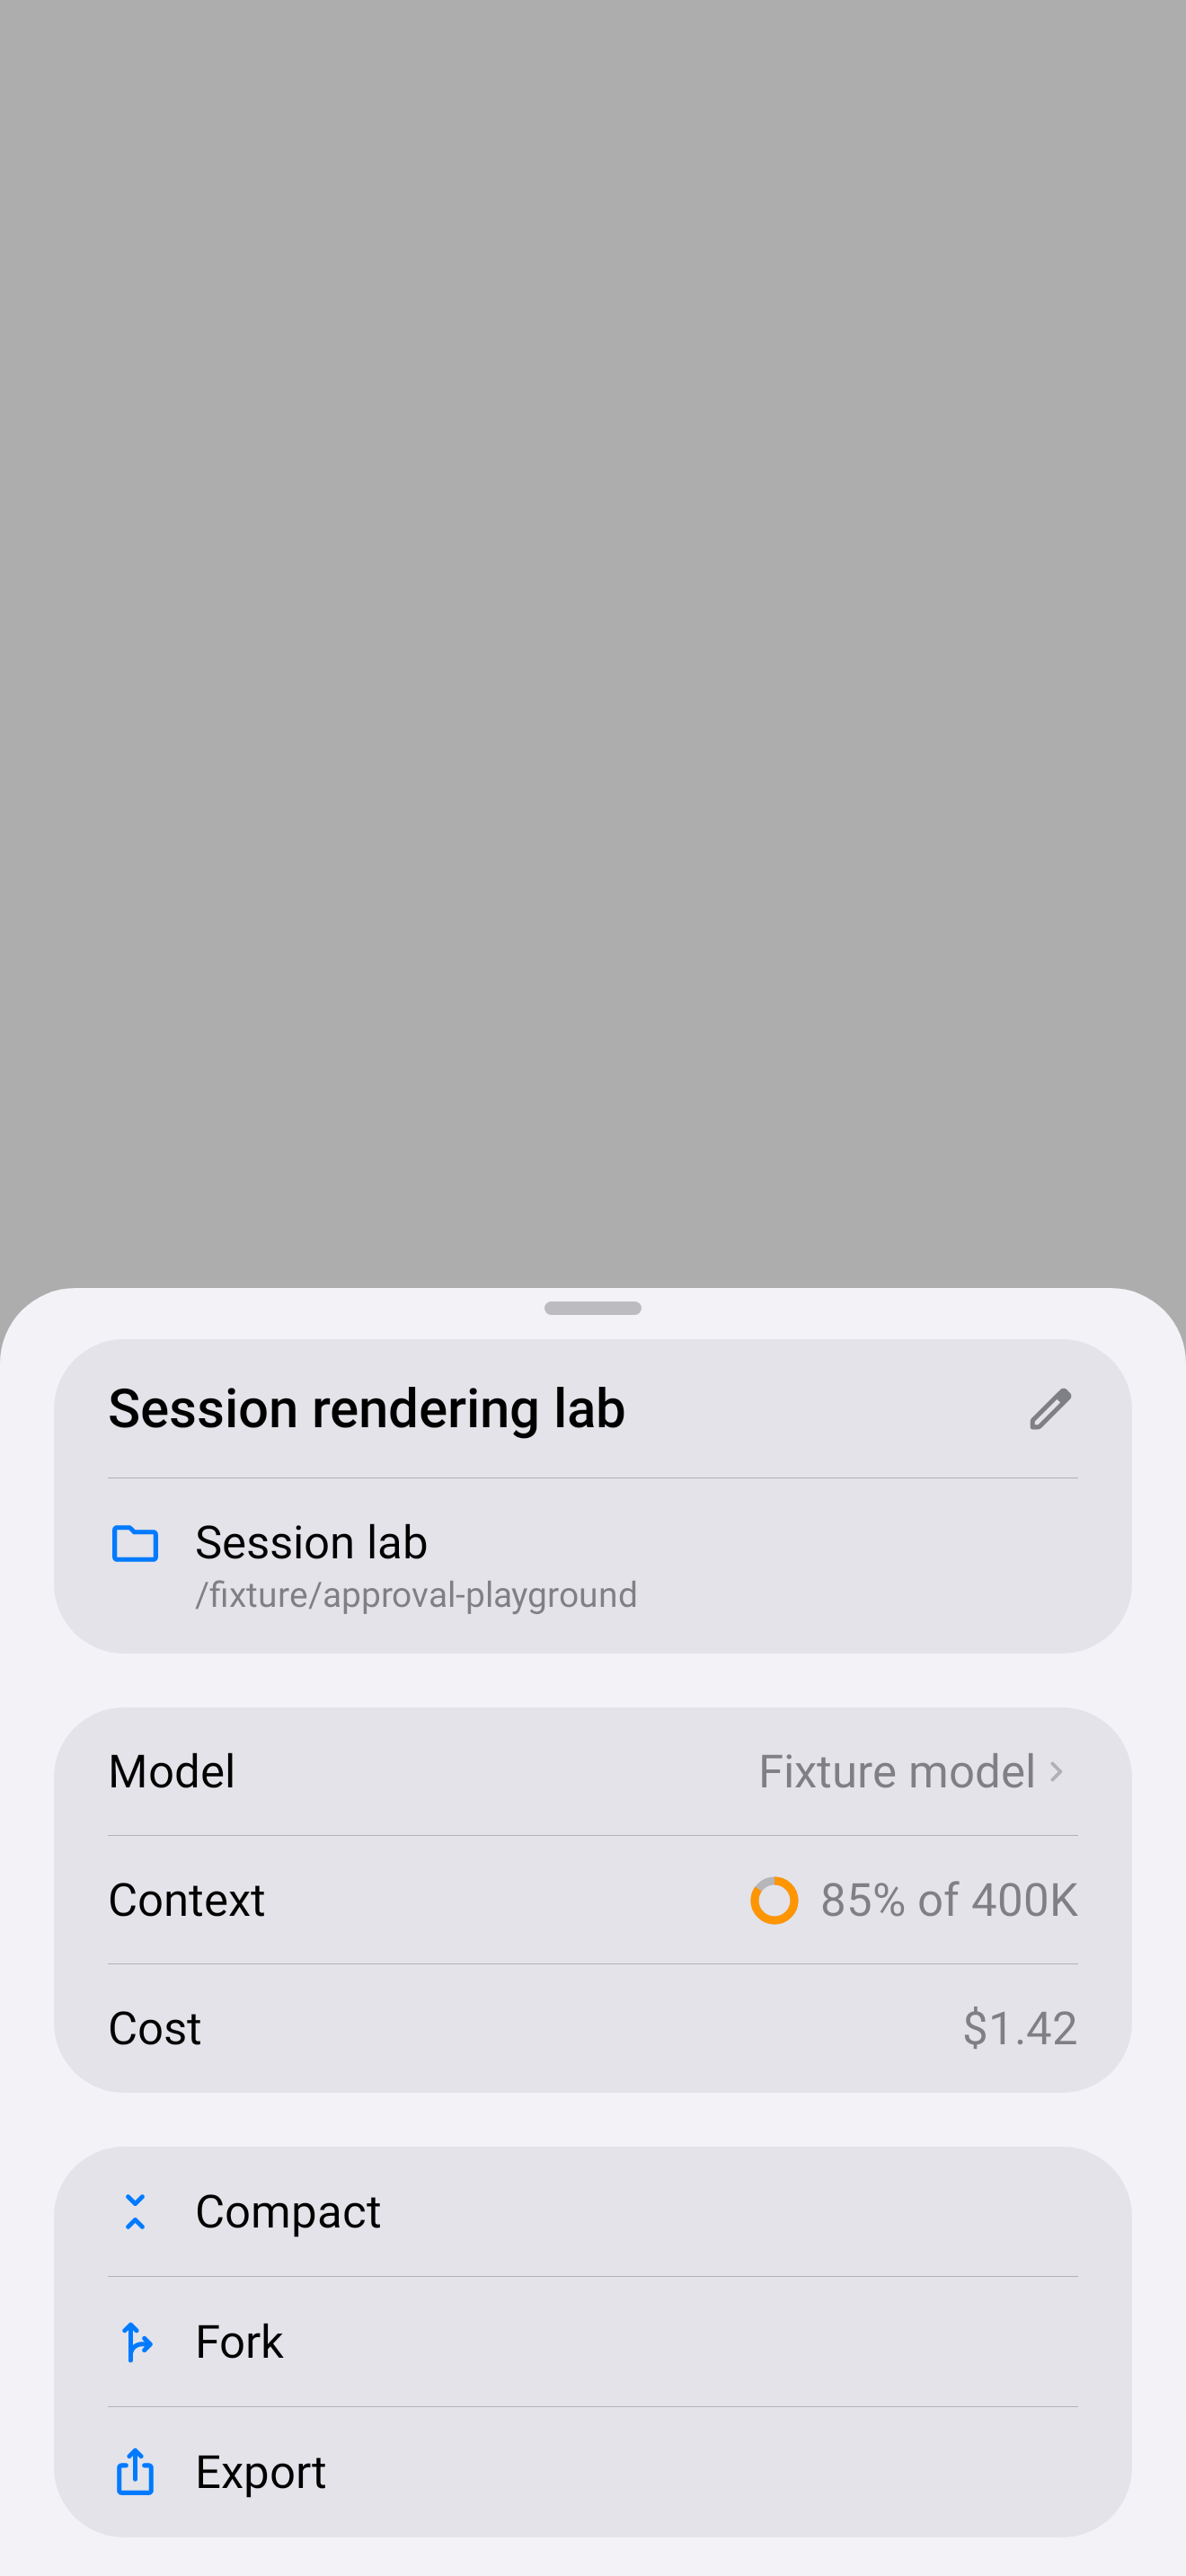 Session rendering lab
Session lab
/fixture/approval-playground
Model
Fixture model
Context
85% of 400K
Cost
$1.42
Compact
Fork
Export